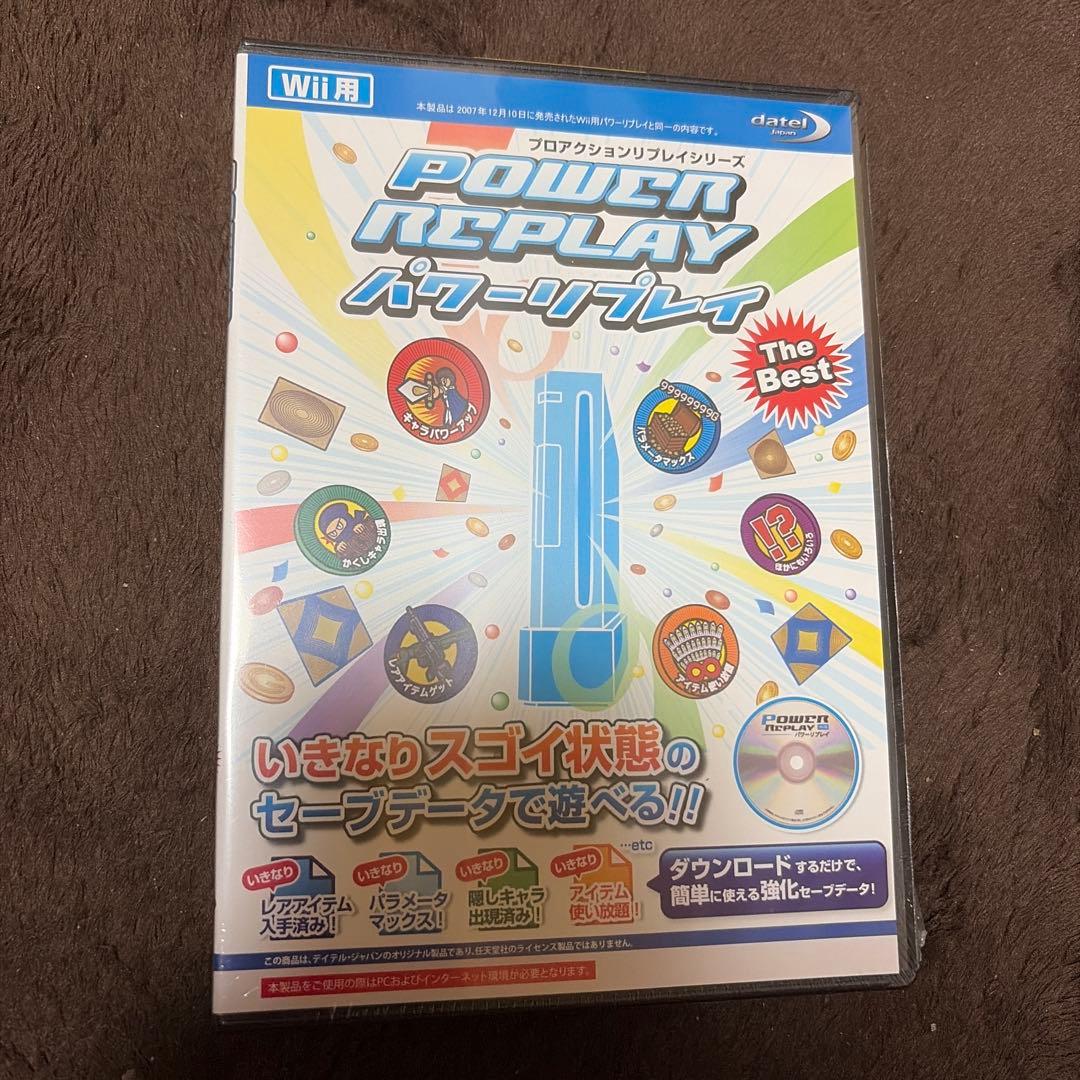 Wii用
本製品は 2007年12月10日に発売されたWii用パワーリプレイと同一の内容です。
datel
Japan
プロアクションリプレイシリーズ
POWER
REPLAY
パワーリプレイ
The
Best
キャラパワーアップ
99999999G
パラメータマックス
かくしキャラ出現
!?
ほかにもいろいろ
レアアイテムゲット
アイテム使い放題
POWER
REPLAY
パワーリプレイ
いきなりスゴイ状態の
セーブデータで遊べる!!
…etc
いきなり
レアアイテム
入手済み!
いきなり
パラメータ
マックス!
いきなり
隠しキャラ
出現済み!
いきなり
アイテム
使い放題!
ダウンロードするだけで、
簡単に使える強化セーブデータ!
この商品は、デイテル・ジャパンのオリジナル製品であり、任天堂社のライセンス製品ではありません。
本製品をご使用の際はPCおよびインターネット環境が必要となります。